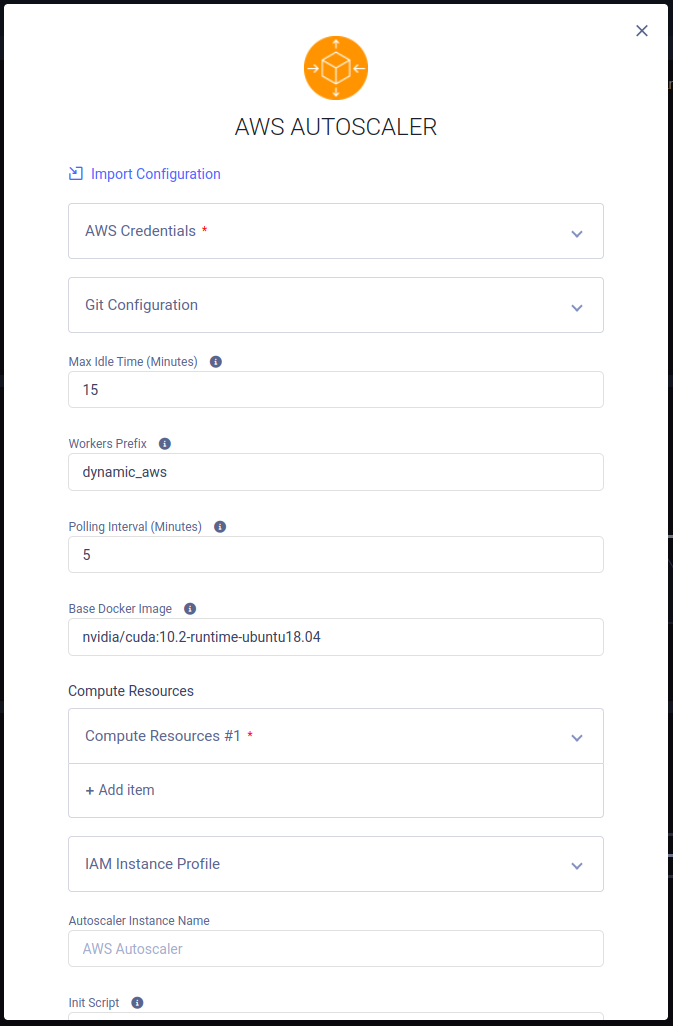 AWS AUTOSCALER
Import Configuration
AWS Credentials *
Git Configuration
Max Idle Time (Minutes)
15
Workers Prefix
dynamic_aws
Polling Interval (Minutes)
5
Base Docker Image
nvidia/cuda:10.2-runtime-ubuntu18.04
Compute Resources
Compute Resources #1 *
+ Add item
IAM Instance Profile
Autoscaler Instance Name
AWS Autoscaler
Init Script